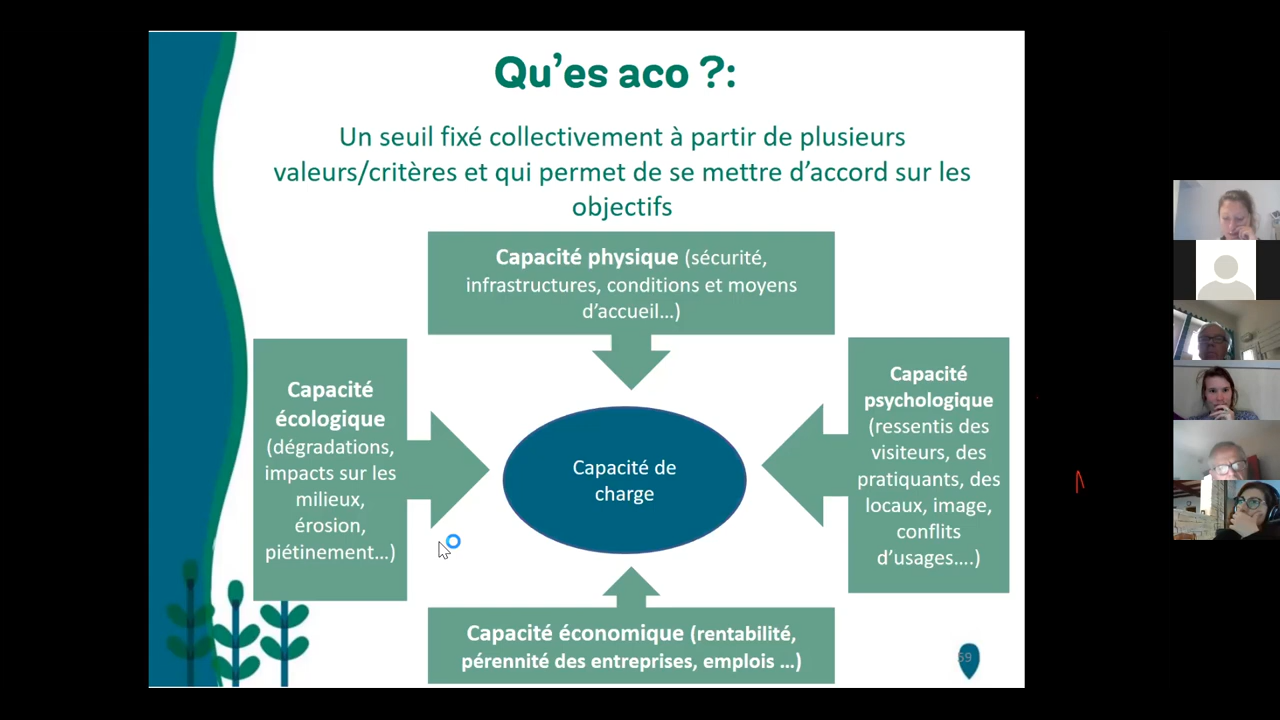 Qu’es aco ?:
Un seuil fixé collectivement à partir de plusieurs
valeurs/critères et qui permet de se mettre d’accord sur les
objectifs
Capacité physique (sécurité,
infrastructures, conditions et moyens
d’accueil…)
Capacité
écologique
(dégradations,
impacts sur les
milieux,
érosion,
piétinement…)
Capacité de
charge
Capacité
psychologique
(ressentis des
visiteurs, des
pratiquants, des
locaux, image,
conflits
d’usages….)
Capacité économique (rentabilité,
pérennité des entreprises, emplois …)
59